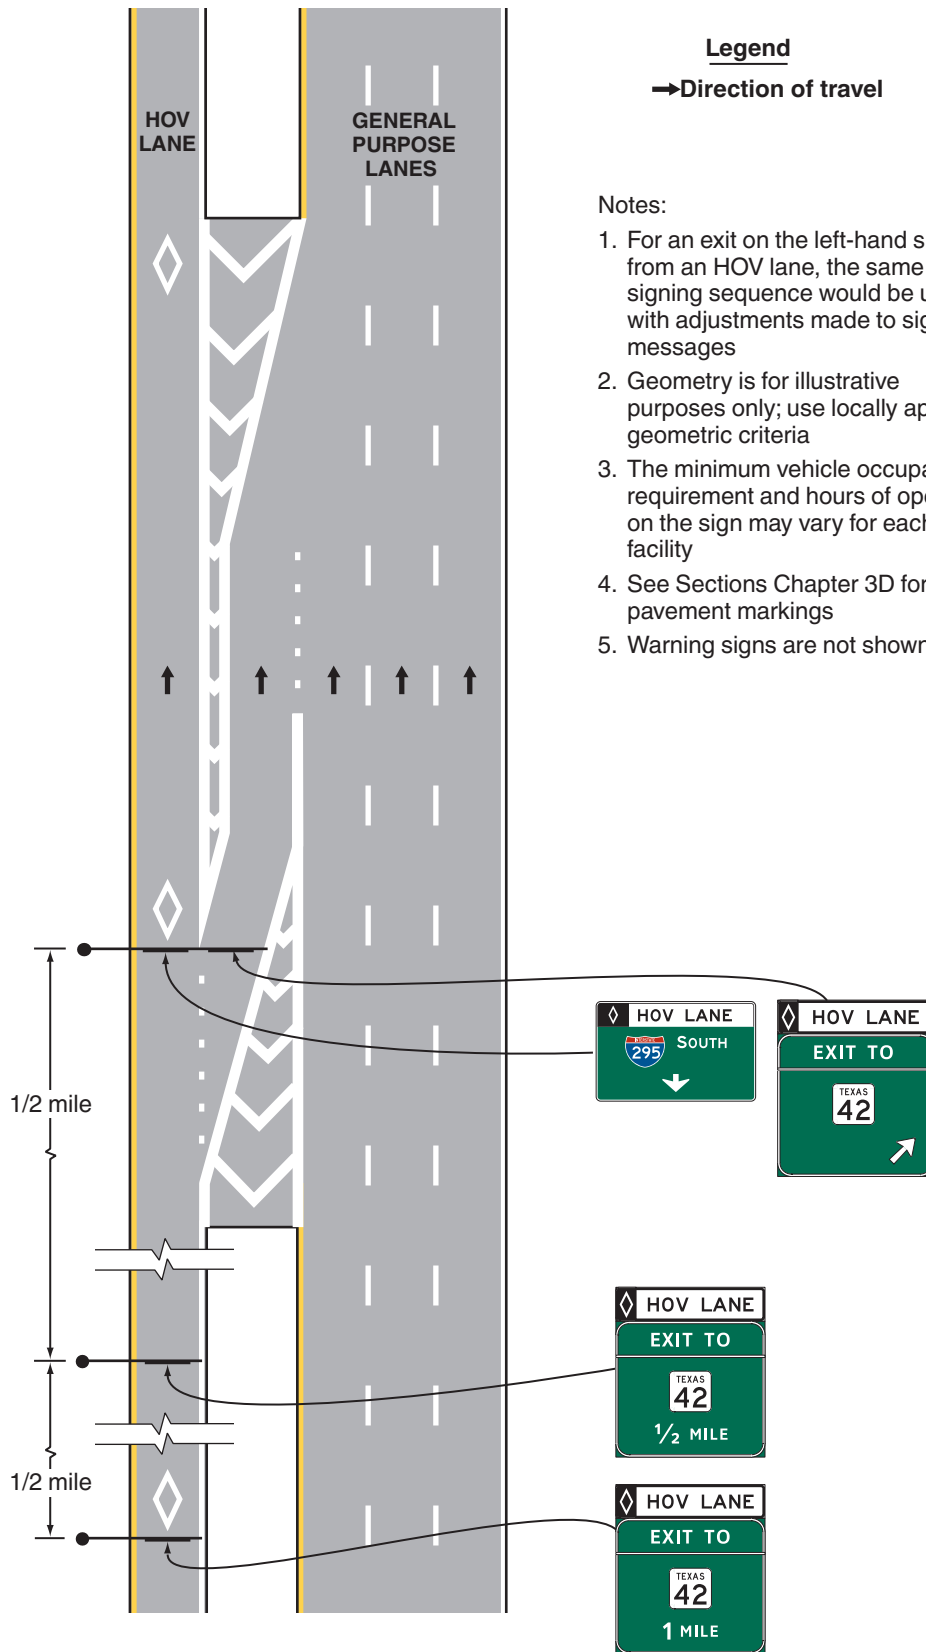 Legend
Direction of travel
HOV
LANE
GENERAL
PURPOSE
LANES
Notes:
1. For an exit on the left-hand s
from an HOV lane, the same
signing sequence would be u
with adjustments made to sig
messages
2. Geometry is for illustrative
purposes only; use locally ap
geometric criteria
3. The minimum vehicle occupa
requirement and hours of ope
on the sign may vary for each
facility
4. See Sections Chapter 3D for
pavement markings
5. Warning signs are not shown
HOV LANE
295 SOUTH
HOV LANE
EXIT TO
TEXAS
42
1/2 mile
HOV LANE
EXIT TO
TEXAS
42
1/2 MILE
1/2 mile
HOV LANE
EXIT TO
TEXAS
42
1 MILE